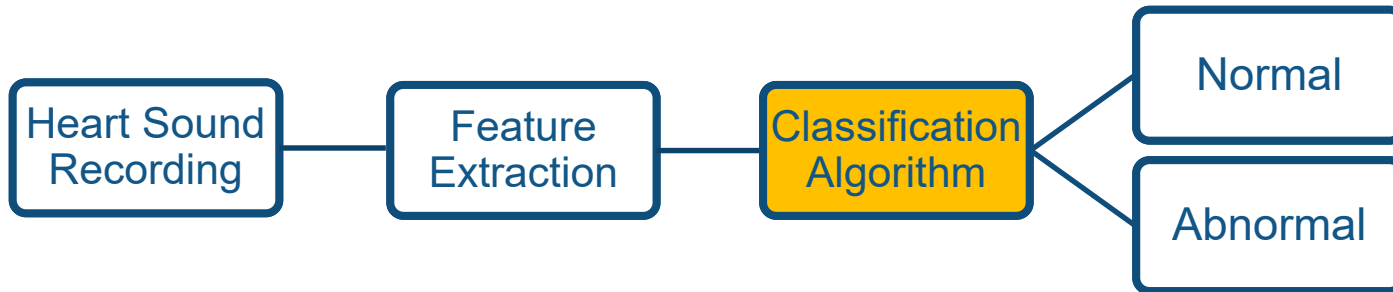 Heart Sound
Recording
Feature
Extraction
Classification
Algorithm
Normal
Abnormal